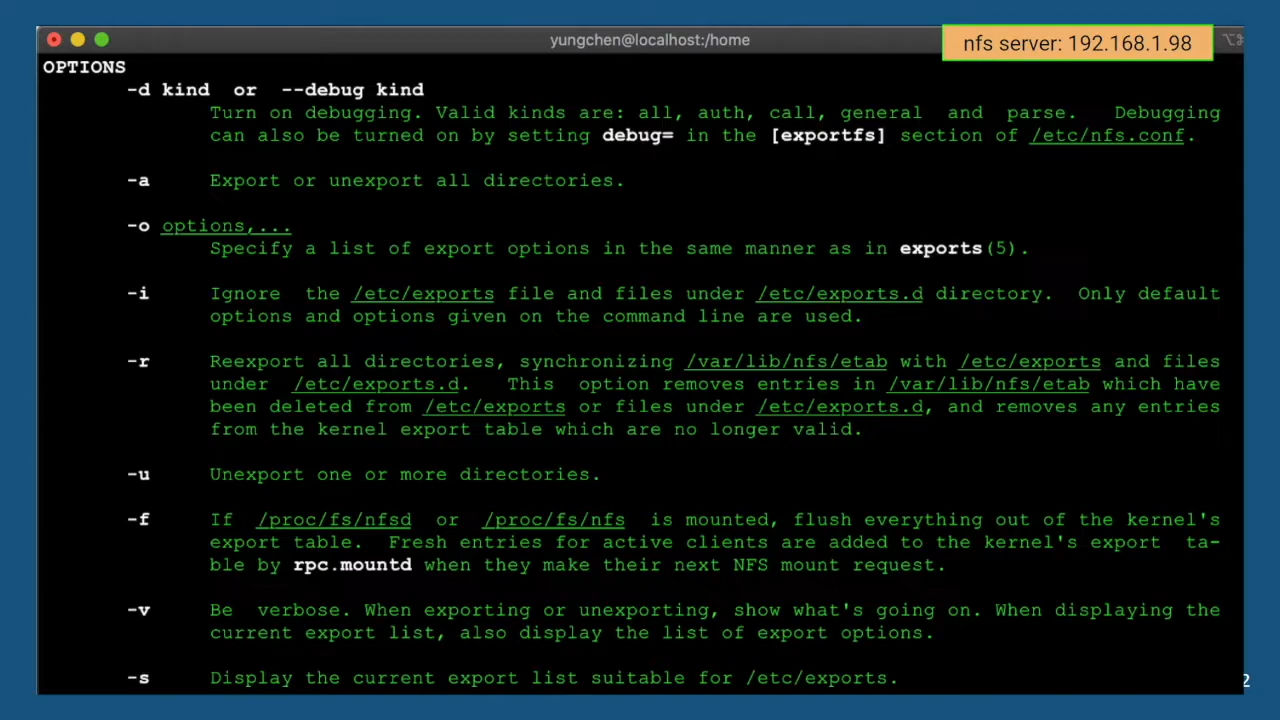 yungchen@localhost:/home
nfs server: 192.168.1.98
OPTIONS
-d kind or --debug kind
Turn on debugging. Valid kinds are: all, auth, call, general and parse. Debugging
can also be turned on by setting debug= in the [exportfs] section of /etc/nfs.conf.
-a Export or unexport all directories.
-o options,...
Specify a list of export options in the same manner as in exports(5).
-i Ignore the /etc/exports file and files under /etc/exports.d directory. Only default
options and options given on the command line are used.
-r Reexport all directories, synchronizing /var/lib/nfs/etab with /etc/exports and files
under /etc/exports.d. This option removes entries in /var/lib/nfs/etab which have
been deleted from /etc/exports or files under /etc/exports.d, and removes any entries
from the kernel export table which are no longer valid.
-u Unexport one or more directories.
-f If /proc/fs/nfsd or /proc/fs/nfs is mounted, flush everything out of the kernel's
export table. Fresh entries for active clients are added to the kernel's export ta-
ble by rpc.mountd when they make their next NFS mount request.
-v Be verbose. When exporting or unexporting, show what's going on. When displaying the
current export list, also display the list of export options.
-s Display the current export list suitable for /etc/exports.
2